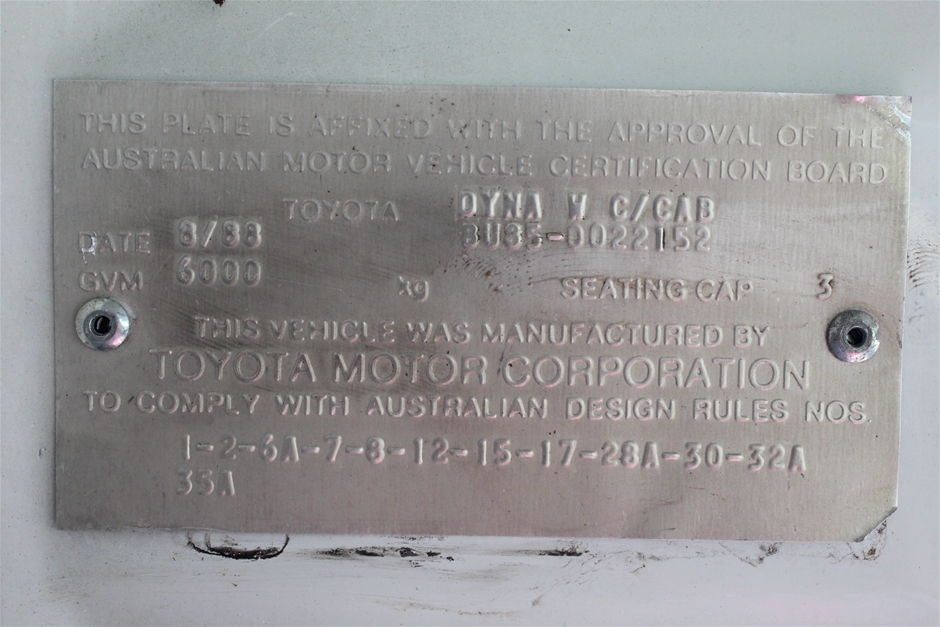 THIS PLATE IS AFFIXED WITH THE APPROVAL OF THE
AUSTRALIAN MOTOR VEHICLE CERTIFICATION BOARD
TOYOTA DYNA W C/CAB
DATE 8/88 BU85-0022152
GVM 6000 Kg SEATING CAP 3
THIS VEHICLE WAS MANUFACTURED BY
TOYOTA MOTOR CORPORATION
TO COMPLY WITH AUSTRALIAN DESIGN RULES NOS.
1-2-6A-7-8-12-15-17-28A-30-32A
35A